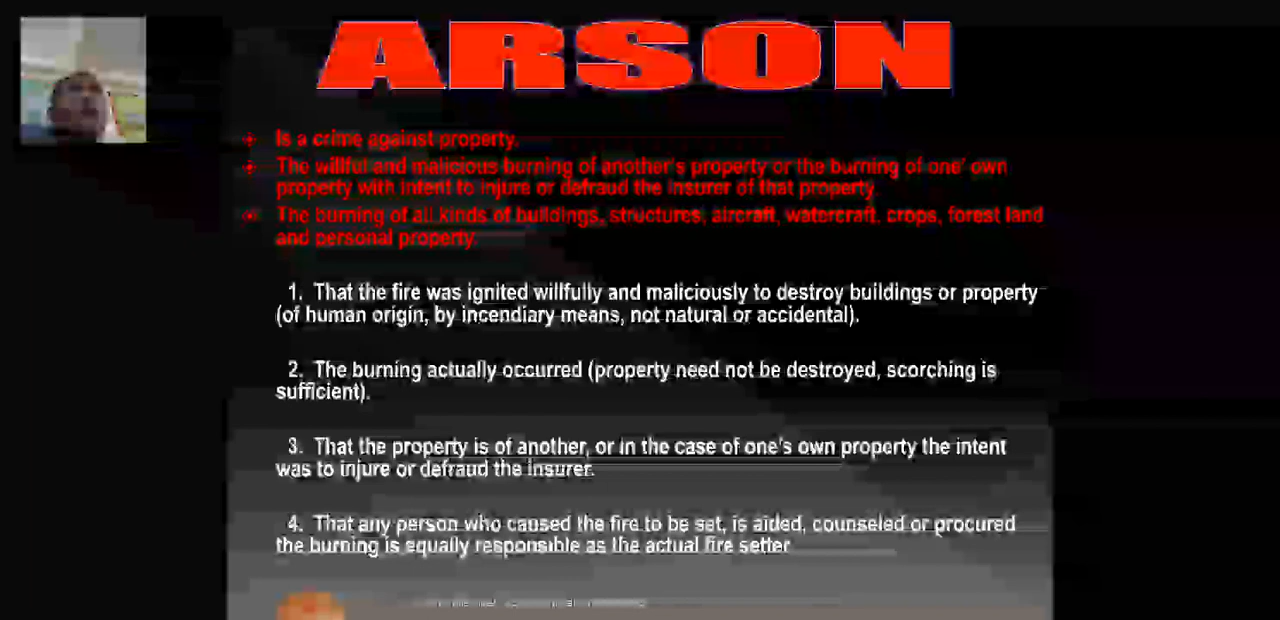 ARSON
Is a crime against property.
The willful and malicious burning of another's property or the burning of one' own
property with intent to injure or defraud the insurer of that property.
The burning of all kinds of buildings, structures, aircraft, watercraft, crops, forest land
and personal property.
1. That the fire was ignited willfully and maliciously to destroy buildings or property
(of human origin, by incendiary means, not natural or accidental).
2. The burning actually occurred (property need not be destroyed, scorching is
sufficient).
3. That the property is of another, or in the case of one's own property the intent
was to injure or defraud the insurer.
4. That any person who caused the fire to be set, is aided, counseled or procured
the burning is equally responsible as the actual fire setter